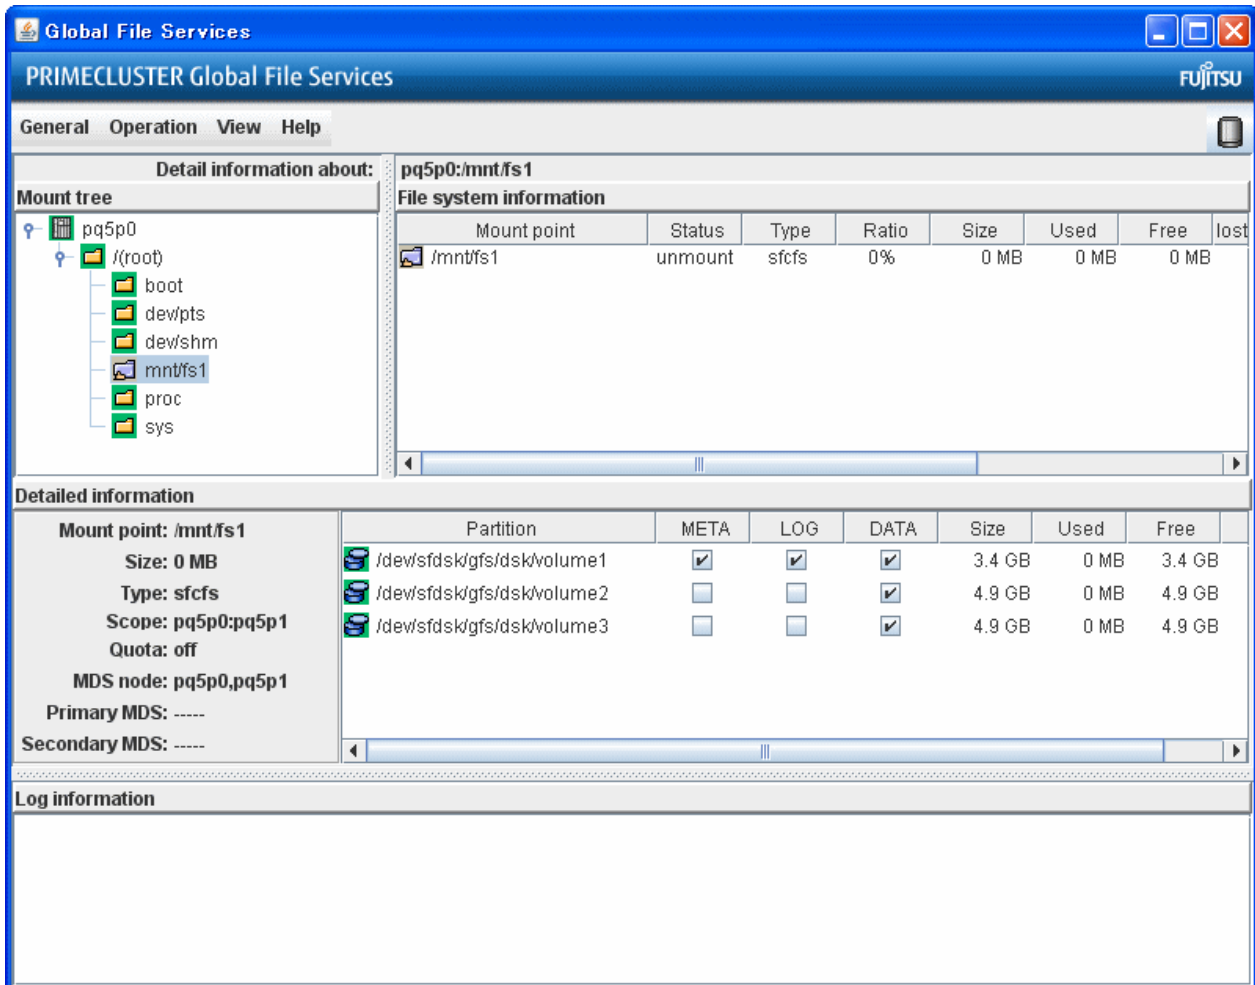 Global File Services
PRIMECLUSTER Global File Services
FUJITSU
General Operation View Help
Detail information about: pq5p0:/mnt/fs1
Mount tree
pq5p0
/(root)
boot
dev/pts
dev/shm
mnt/fs1
proc
sys
File system information
Mount point Status Type Ratio Size Used Free lost
/mnt/fs1 unmount sfcfs 0% 0 MB 0 MB 0 MB
Detailed information
Mount point: /mnt/fs1
Size: 0 MB
Type: sfcfs
Scope: pq5p0:pq5p1
Quota: off
MDS node: pq5p0,pq5p1
Primary MDS: -----
Secondary MDS: -----
Partition META LOG DATA Size Used Free
/dev/sfdsk/gfs/dsk/volume1 3.4 GB 0 MB 3.4 GB
/dev/sfdsk/gfs/dsk/volume2 4.9 GB 0 MB 4.9 GB
/dev/sfdsk/gfs/dsk/volume3 4.9 GB 0 MB 4.9 GB
Log information